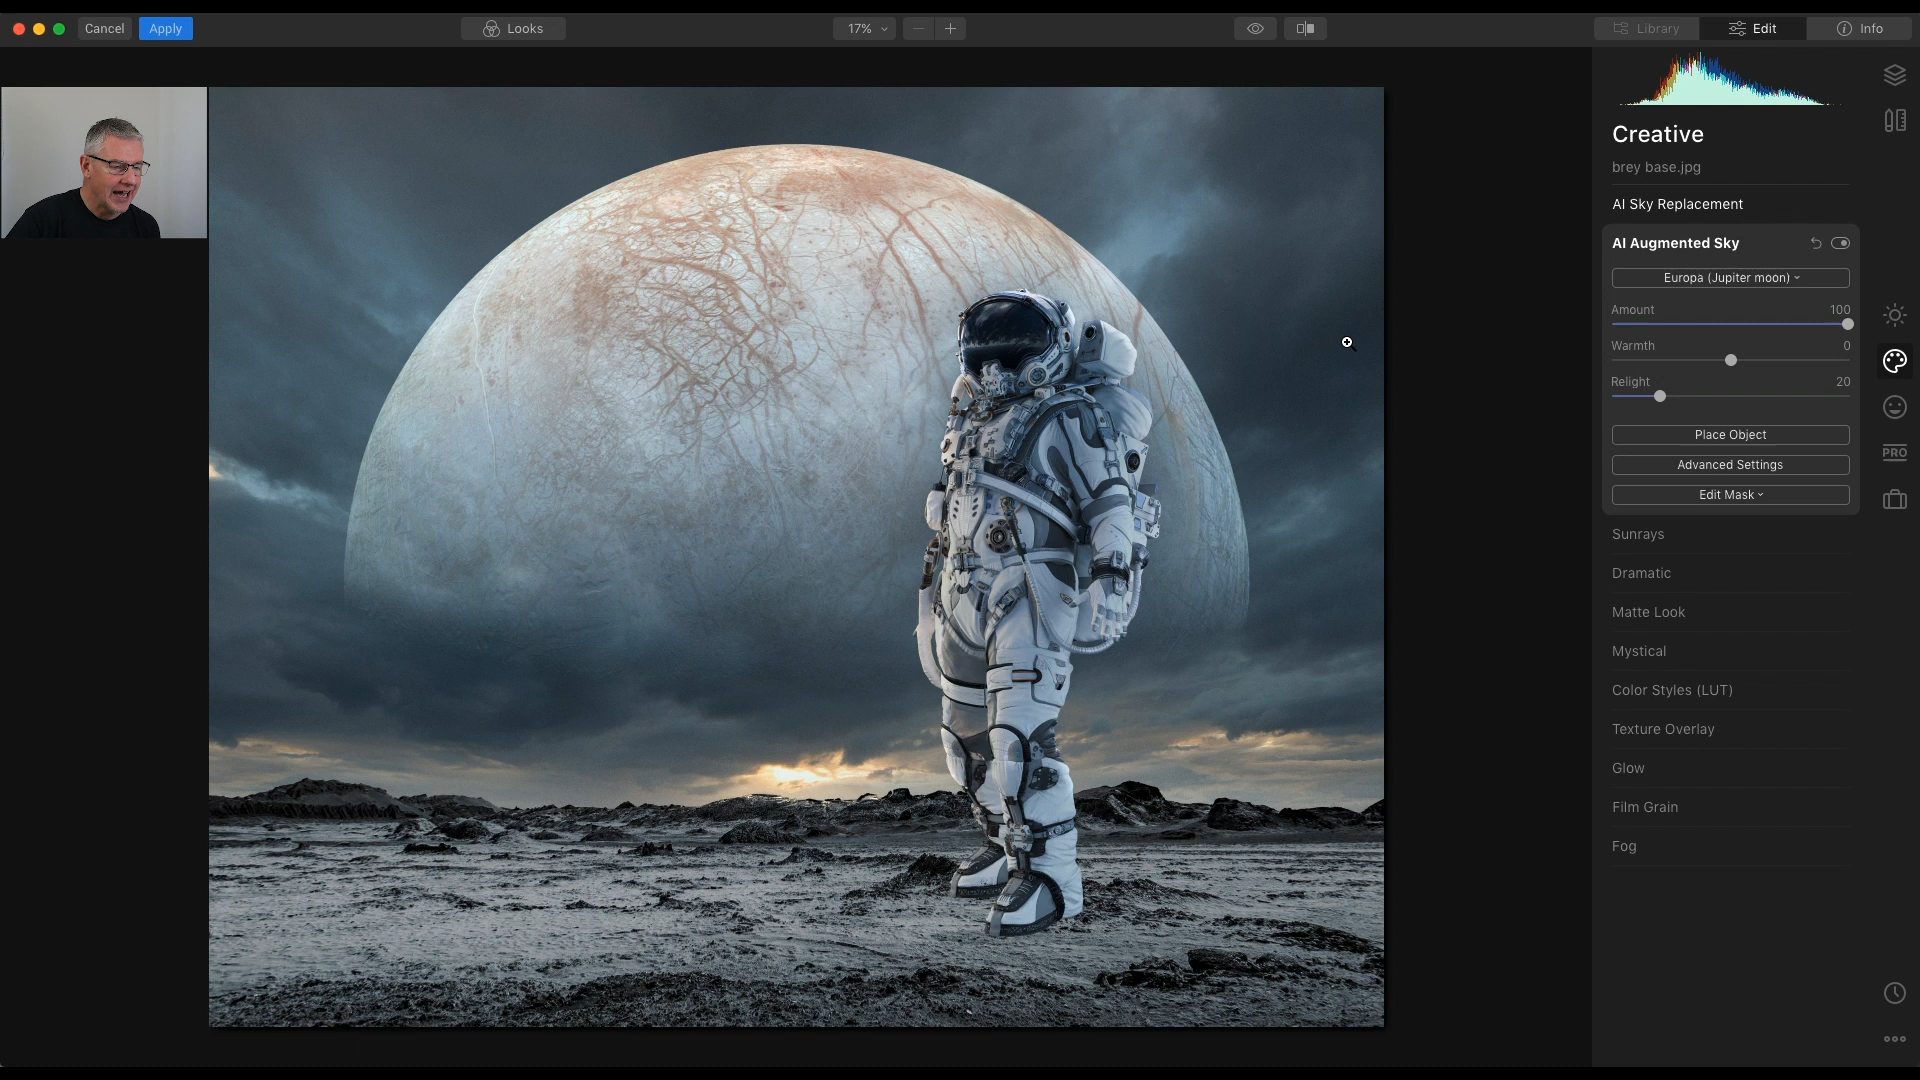 Cancel
Apply
Looks
17%
Library
Edit
Info
Creative
brey base.jpg
AI Sky Replacement
AI Augmented Sky
Europa (Jupiter moon)
Amount 100
Warmth 0
Relight 20
Place Object
Advanced Settings
Edit Mask
Sunrays
Dramatic
Matte Look
Mystical
Color Styles (LUT)
Texture Overlay
Glow
Film Grain
Fog
PRO